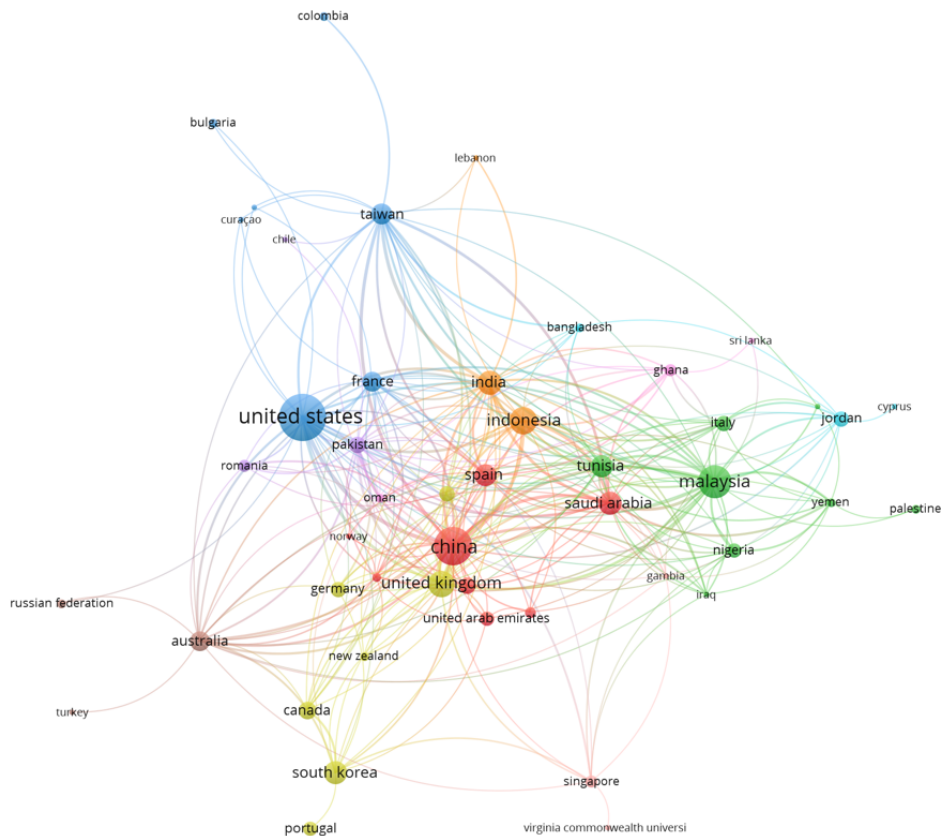 colombia
bulgaria
lebanon
taiwan
curaçao
chile
bangladesh
sri lanka
ghana
france
india
cyprus
united states
indonesia
jordan
italy
pakistan
romania
tunisia
spain
malaysia
oman
saudi arabia
yemen
palestine
norway
china
nigeria
gambia
germany
united kingdom
iraq
russian federation
united arab emirates
australia
new zealand
turkey
canada
south korea
singapore
portugal
virginia commonwealth universi